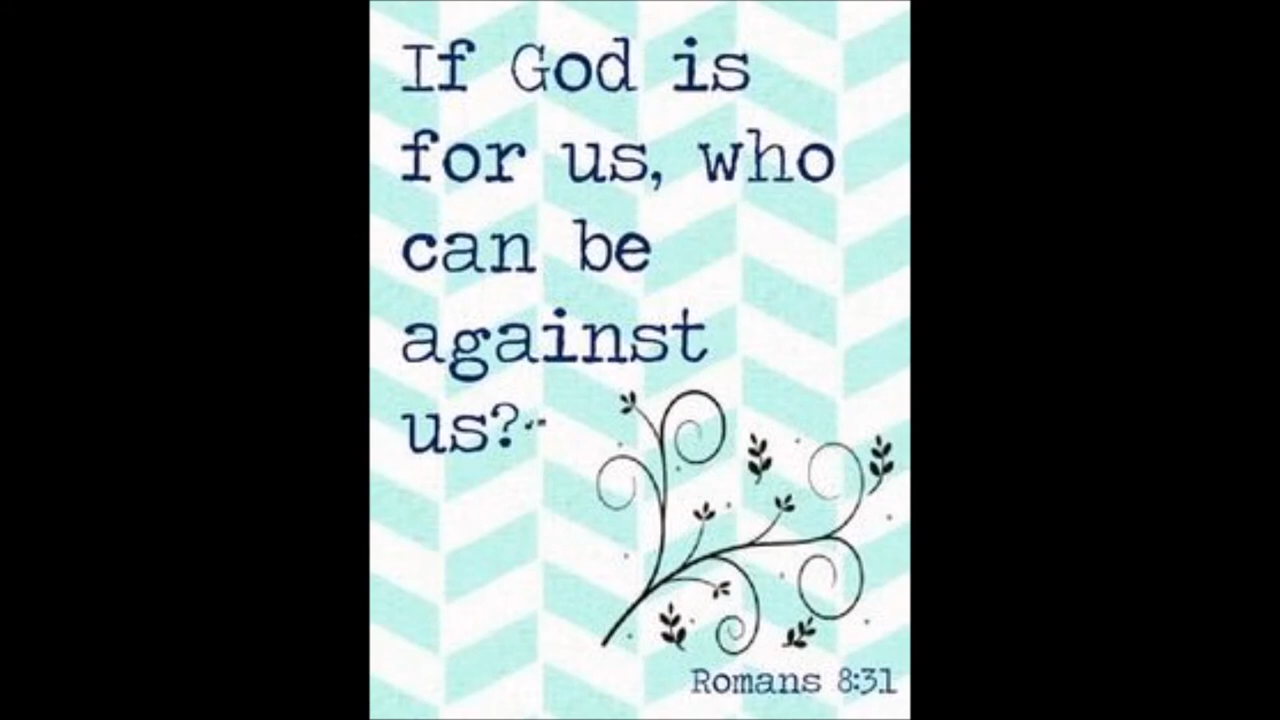 If God is
for us, who
can be
against
us?
Romans 8:31